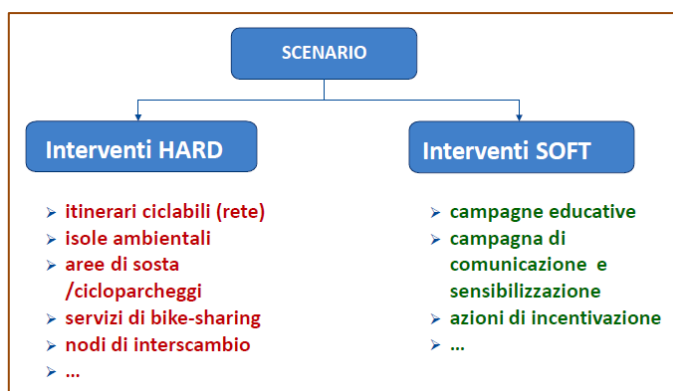 SCENARIO
Interventi HARD
➢ itinerari ciclabili (rete)
➢ isole ambientali
➢ aree di sosta
/cicloparcheggi
➢ servizi di bike-sharing
➢ nodi di interscambio
➢ ...
Interventi SOFT
➢ campagne educative
➢ campagna di
comunicazione e
sensibilizzazione
➢ azioni di incentivazione
➢ ...